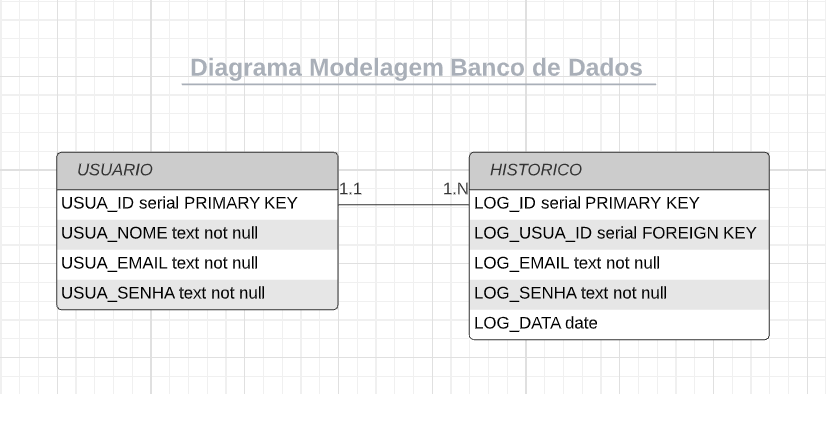 Diagrama Modelagem Banco de Dados
USUARIO
USUA_ID serial PRIMARY KEY
USUA_NOME text not null
USUA_EMAIL text not null
USUA_SENHA text not null
1.1
1.N
HISTORICO
LOG_ID serial PRIMARY KEY
LOG_USUA_ID serial FOREIGN KEY
LOG_EMAIL text not null
LOG_SENHA text not null
LOG_DATA date